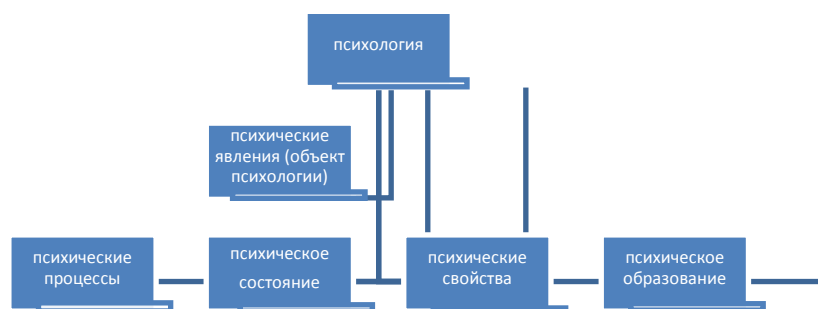 психология
психические
явления (объект
психологии)
психические
процессы
психическое
состояние
психические
свойства
психическое
образование